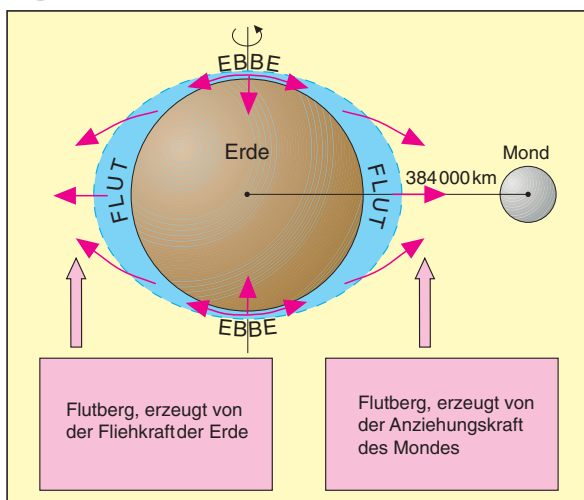 EBBE
Erde
Mond
384 000 km
FLUT
FLUT
EBBE
Flutberg, erzeugt von
der Fliehkraft der Erde
Flutberg, erzeugt von
der Anziehungskraft
des Mondes